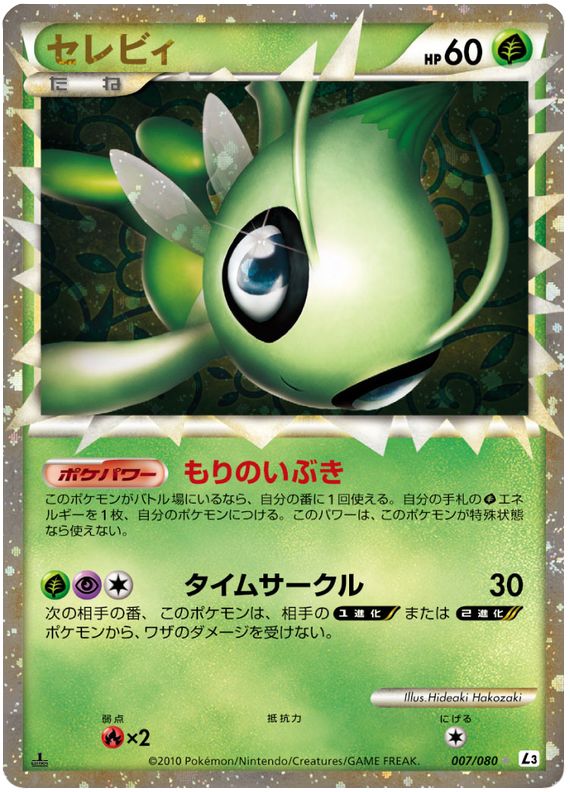 セレビィ
HP60
たね
ポケパワー もりのいぶき
このポケモンがバトル場にいるなら、自分の番に1回使える。自分の手札のエネ
ルギーを1枚、自分のポケモンにつける。このパワーは、このポケモンが特殊状態
なら使えない。
タイムサークル 30
次の相手の番、このポケモンは、相手の 1進化 または 2進化
ポケモンから、ワザのダメージを受けない。
Illus.Hideaki Hakozaki
弱点 抵抗力 にげる
×2
©2010 Pokémon/Nintendo/Creatures/GAME FREAK. 007/080 L3
1 EDITION